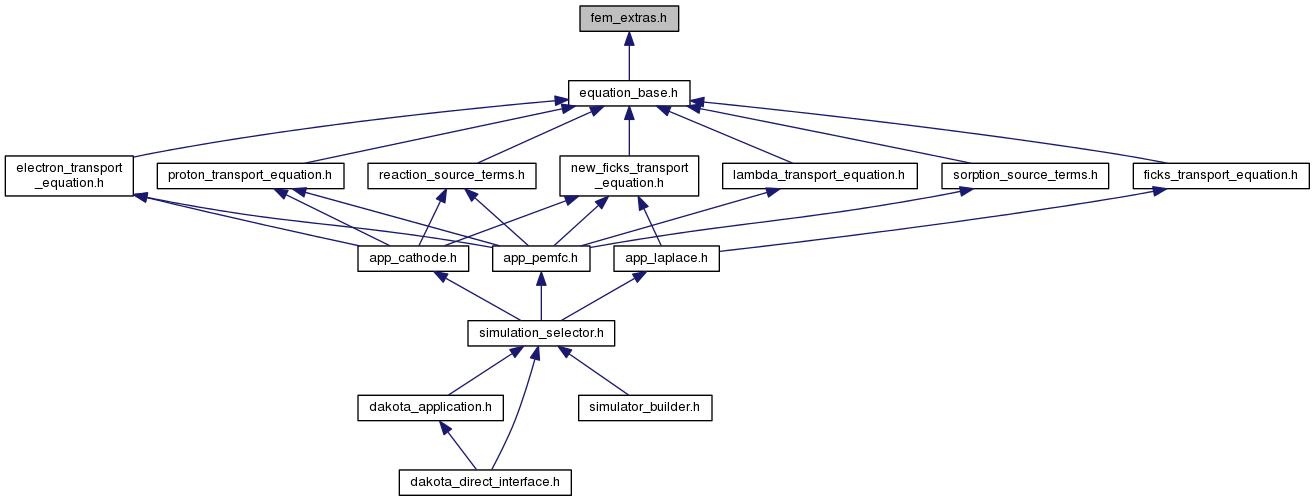 fem_extras.h
equation_base.h
electron_transport
_equation.h
proton_transport_equation.h
reaction_source_terms.h
new_ficks_transport
_equation.h
lambda_transport_equation.h
sorption_source_terms.h
ficks_transport_equation.h
app_cathode.h
app_pemfc.h
app_laplace.h
simulation_selector.h
dakota_application.h
simulator_builder.h
dakota_direct_interface.h